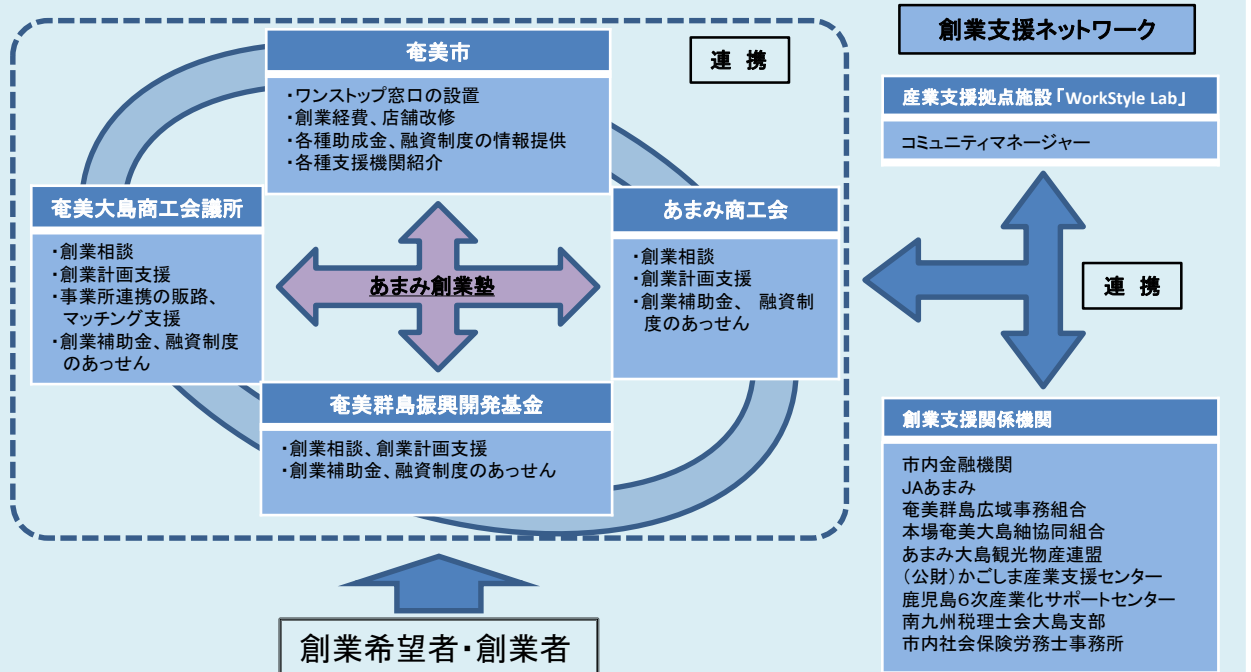 創業支援ネットワーク
連 携
奄美市
・ワンストップ窓口の設置
・創業経費、店舗改修
・各種助成金、融資制度の情報提供
・各種支援機関紹介
奄美大島商工会議所
・創業相談
・創業計画支援
・事業所連携の販路、
マッチング支援
・創業補助金、融資制度
のあっせん
あまみ創業塾
あまみ商工会
・創業相談
・創業計画支援
・創業補助金、 融資制
度のあっせん
奄美群島振興開発基金
・創業相談、創業計画支援
・創業補助金、融資制度のあっせん
創業希望者・創業者
産業支援拠点施設「WorkStyle Lab」
コミュニティマネージャー
連 携
創業支援関係機関
市内金融機関
JAあまみ
奄美群島広域事務組合
本場奄美大島紬協同組合
あまみ大島観光物産連盟
(公財)かごしま産業支援センター
鹿児島6次産業化サポートセンター
南九州税理士会大島支部
市内社会保険労務士事務所